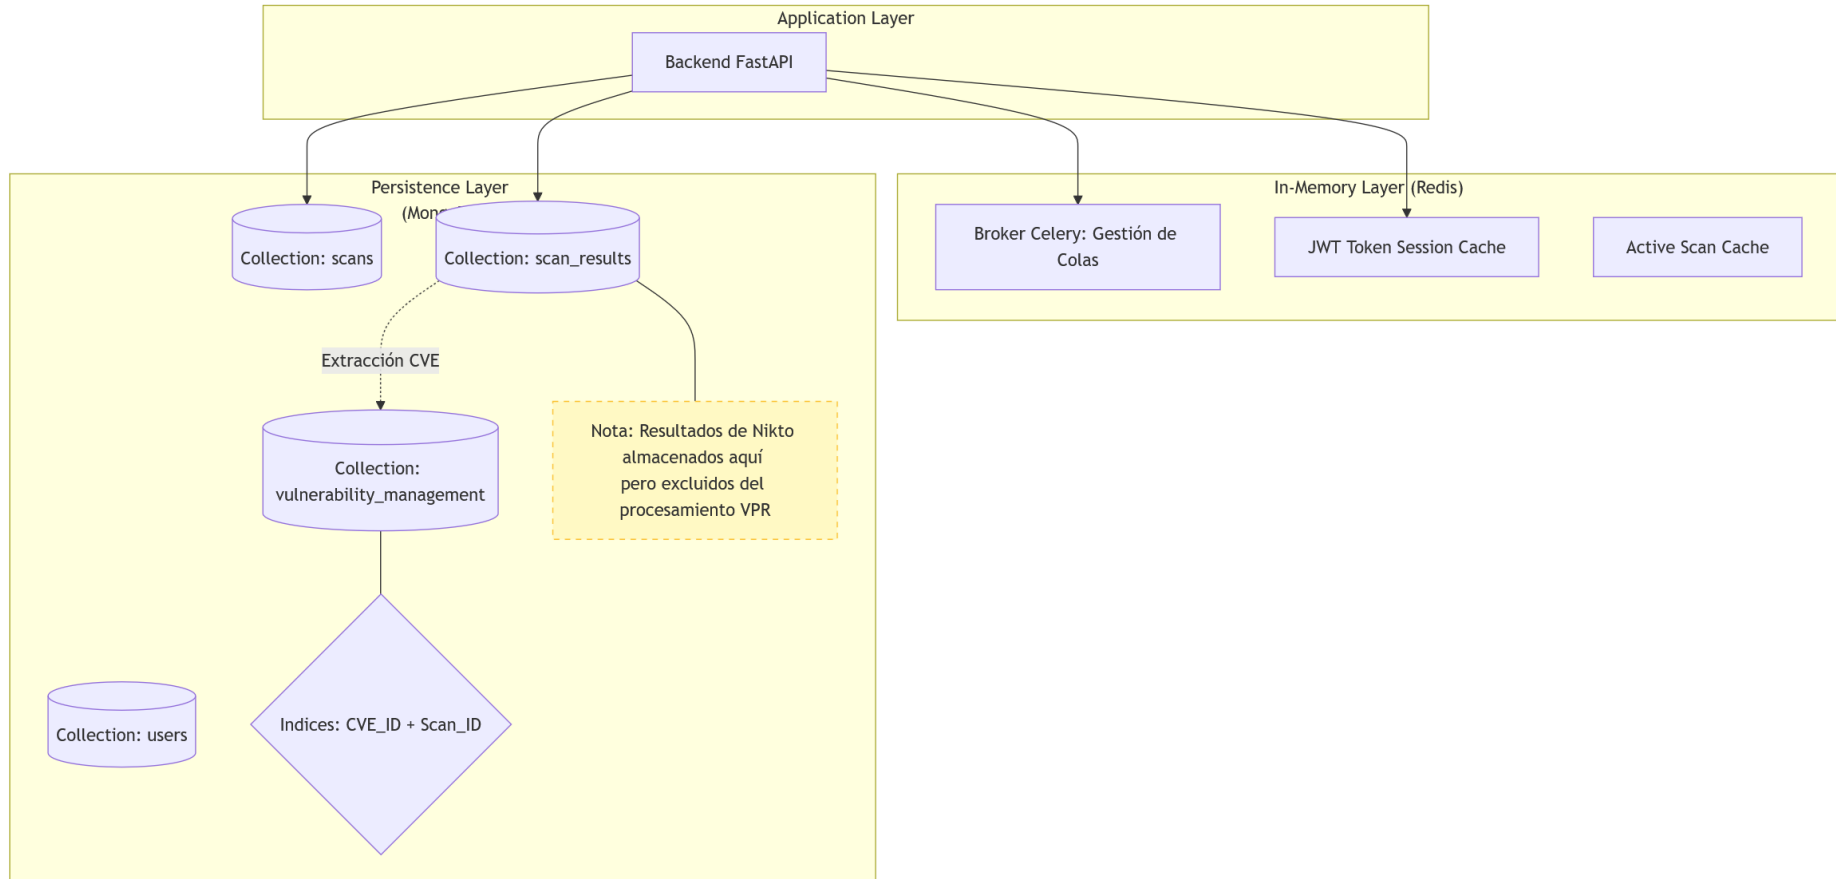 Application Layer
Backend FastAPI
Persistence Layer
In-Memory Layer (Redis)
Collection: scans
Collection: scan_results
Broker Celery: Gestión de
Colas
JWT Token Session Cache
Active Scan Cache
Extracción CVE
Collection:
vulnerability_management
Nota: Resultados de Nikto
almacenados aquí
pero excluidos del
procesamiento VPR
Collection: users
Indices: CVE_ID + Scan_ID